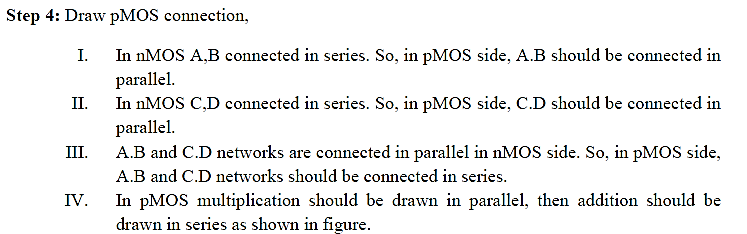 Step 4: Draw pMOS connection,
I. In nMOS A,B connected in series. So, in pMOS side, A.B should be connected in
parallel.
II. In nMOS C,D connected in series. So, in pMOS side, C.D should be connected in
parallel.
III. A.B and C.D networks are connected in parallel in nMOS side. So, in pMOS side,
A.B and C.D networks should be connected in series.
IV. In pMOS multiplication should be drawn in parallel, then addition should be
drawn in series as shown in figure.